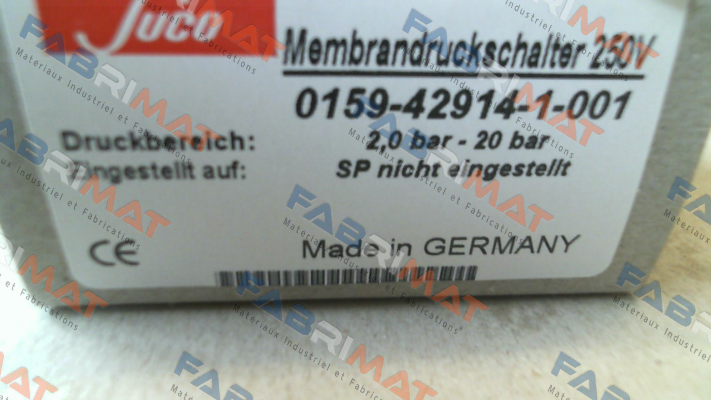 Juco
Membrandruckschalter 250V
0159-42914-1-001
Druckbereich: 2,0 bar - 20 bar
Eingestellt auf: SP nicht eingestellt
CE Made in GERMANY
FABRIMAT
Materiaux Industriel et Fabrications